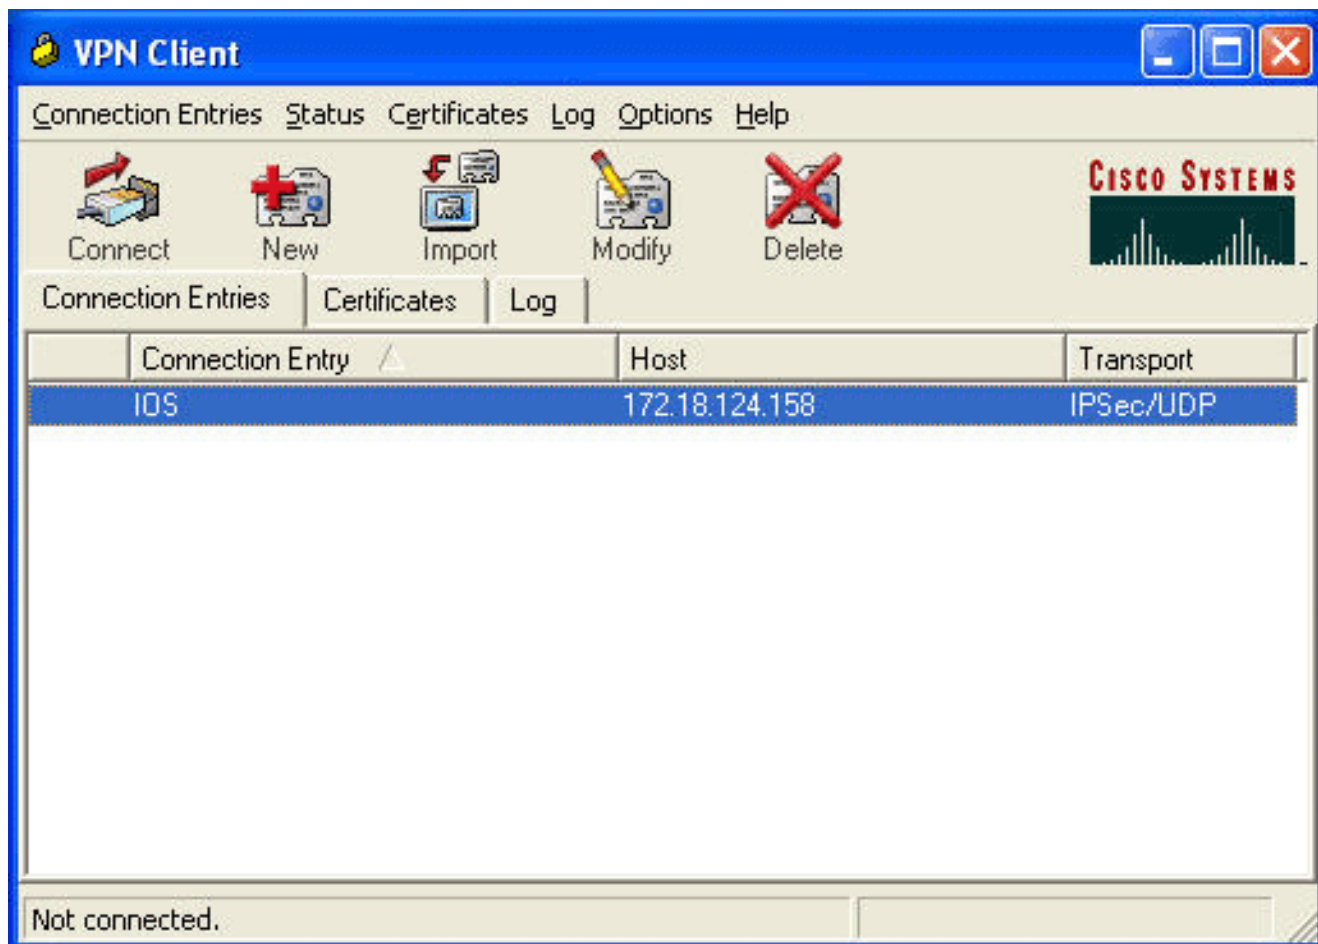 VPN Client
Connection Entries Status Certificates Log Options Help
Connect New Import Modify Delete
CISCO SYSTEMS
Connection Entries Certificates Log
Connection Entry Host Transport
IOS 172.18.124.158 IPSec/UDP
Not connected.